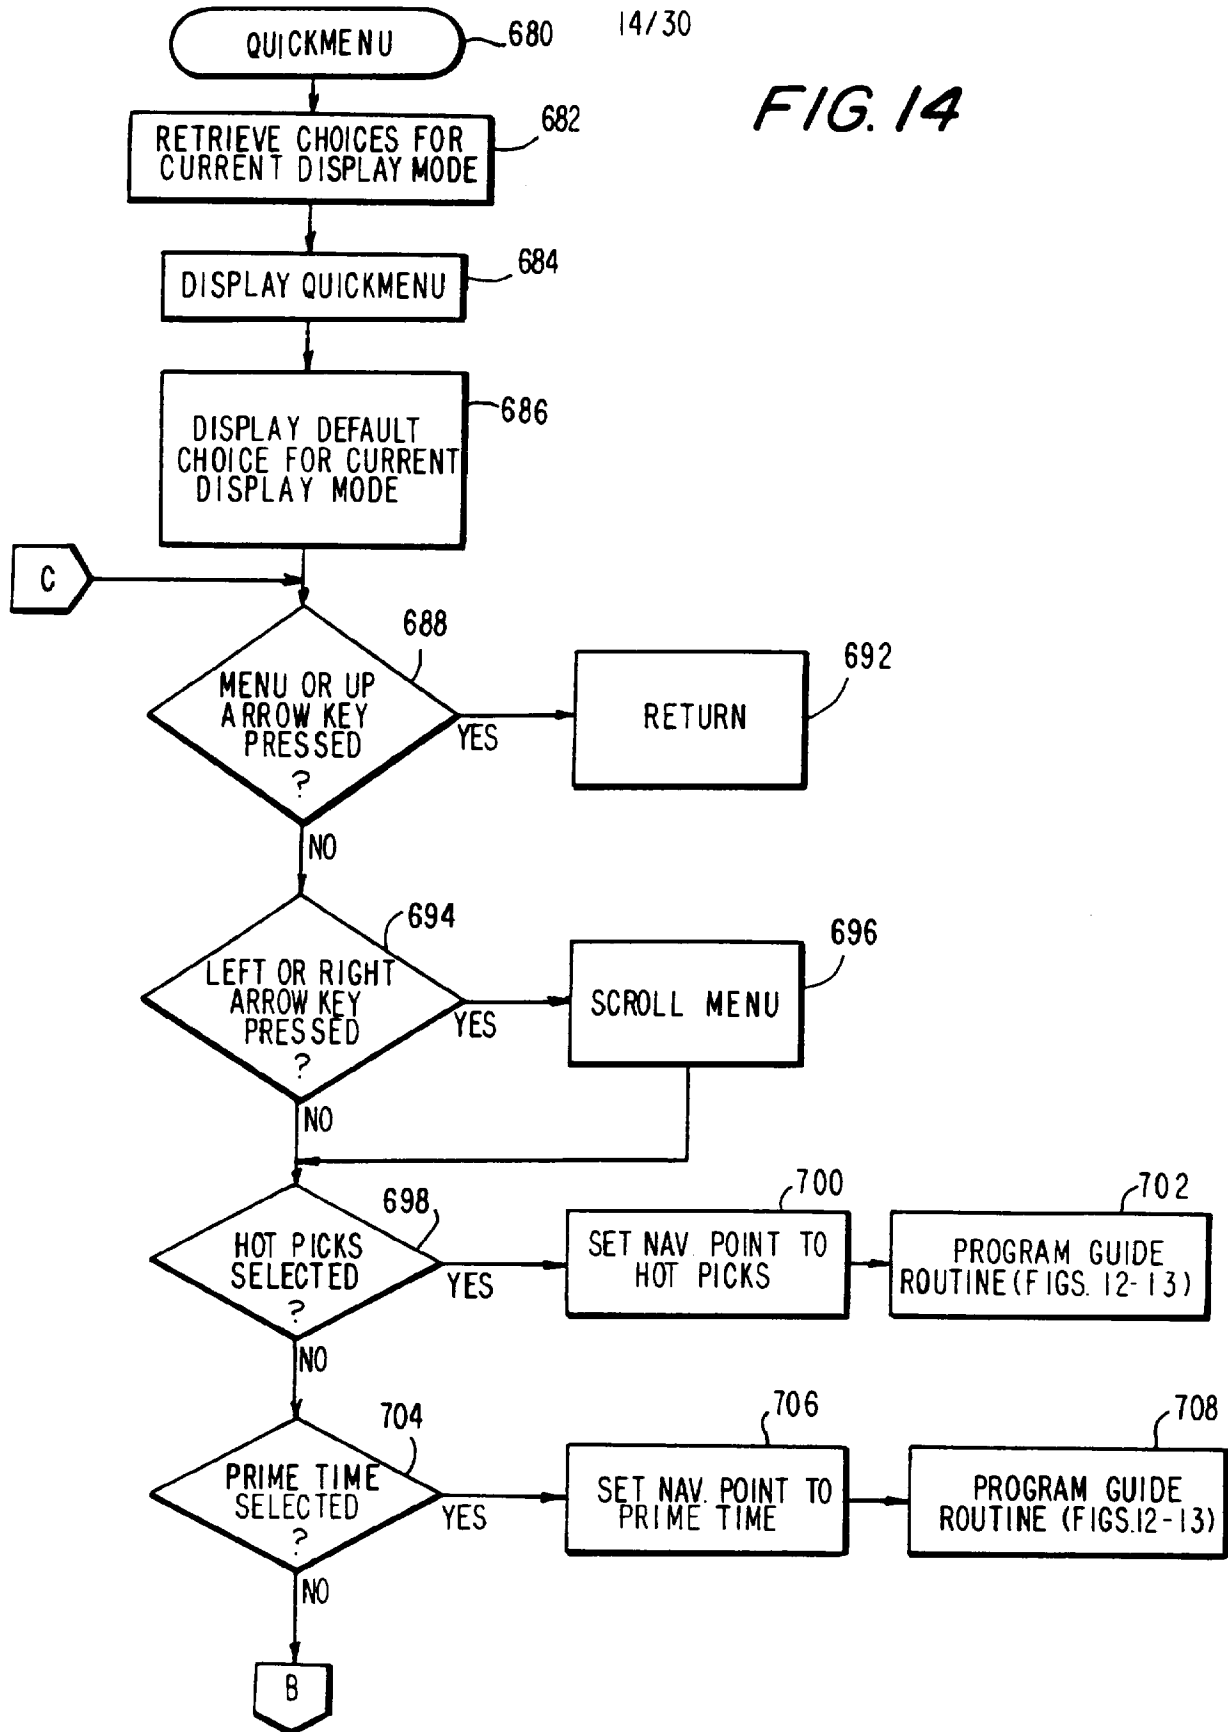 QUICKMENU
680
14/30
FIG. 14
RETRIEVE CHOICES FOR
CURRENT DISPLAY MODE
682
DISPLAY QUICKMENU
684
DISPLAY DEFAULT
CHOICE FOR CURRENT
DISPLAY MODE
686
C
MENU OR UP
ARROW KEY
PRESSED
?
688
YES
RETURN
692
NO
LEFT OR RIGHT
ARROW KEY
PRESSED
?
694
YES
SCROLL MENU
696
NO
HOT PICKS
SELECTED
?
698
YES
SET NAV. POINT TO
HOT PICKS
700
PROGRAM GUIDE
ROUTINE (FIGS. 12-13)
702
NO
PRIME TIME
SELECTED
?
704
YES
SET NAV. POINT TO
PRIME TIME
706
PROGRAM GUIDE
ROUTINE (FIGS.12-13)
708
NO
B